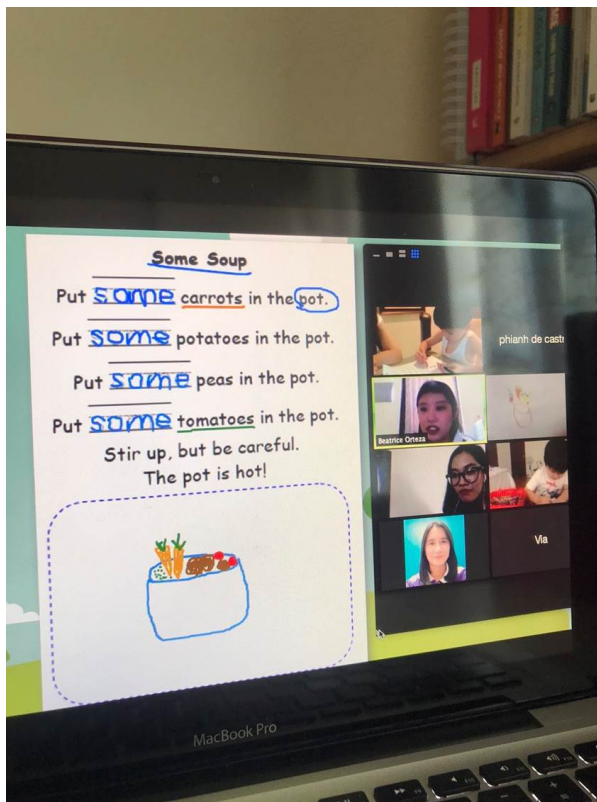 Some Soup
Put some carrots in the pot.
Put some potatoes in the pot.
Put some peas in the pot.
Put some tomatoes in the pot.
Stir up, but be careful.
The pot is hot!
phianh de castr
Beatrice Orteza
Via
MacBook Pro